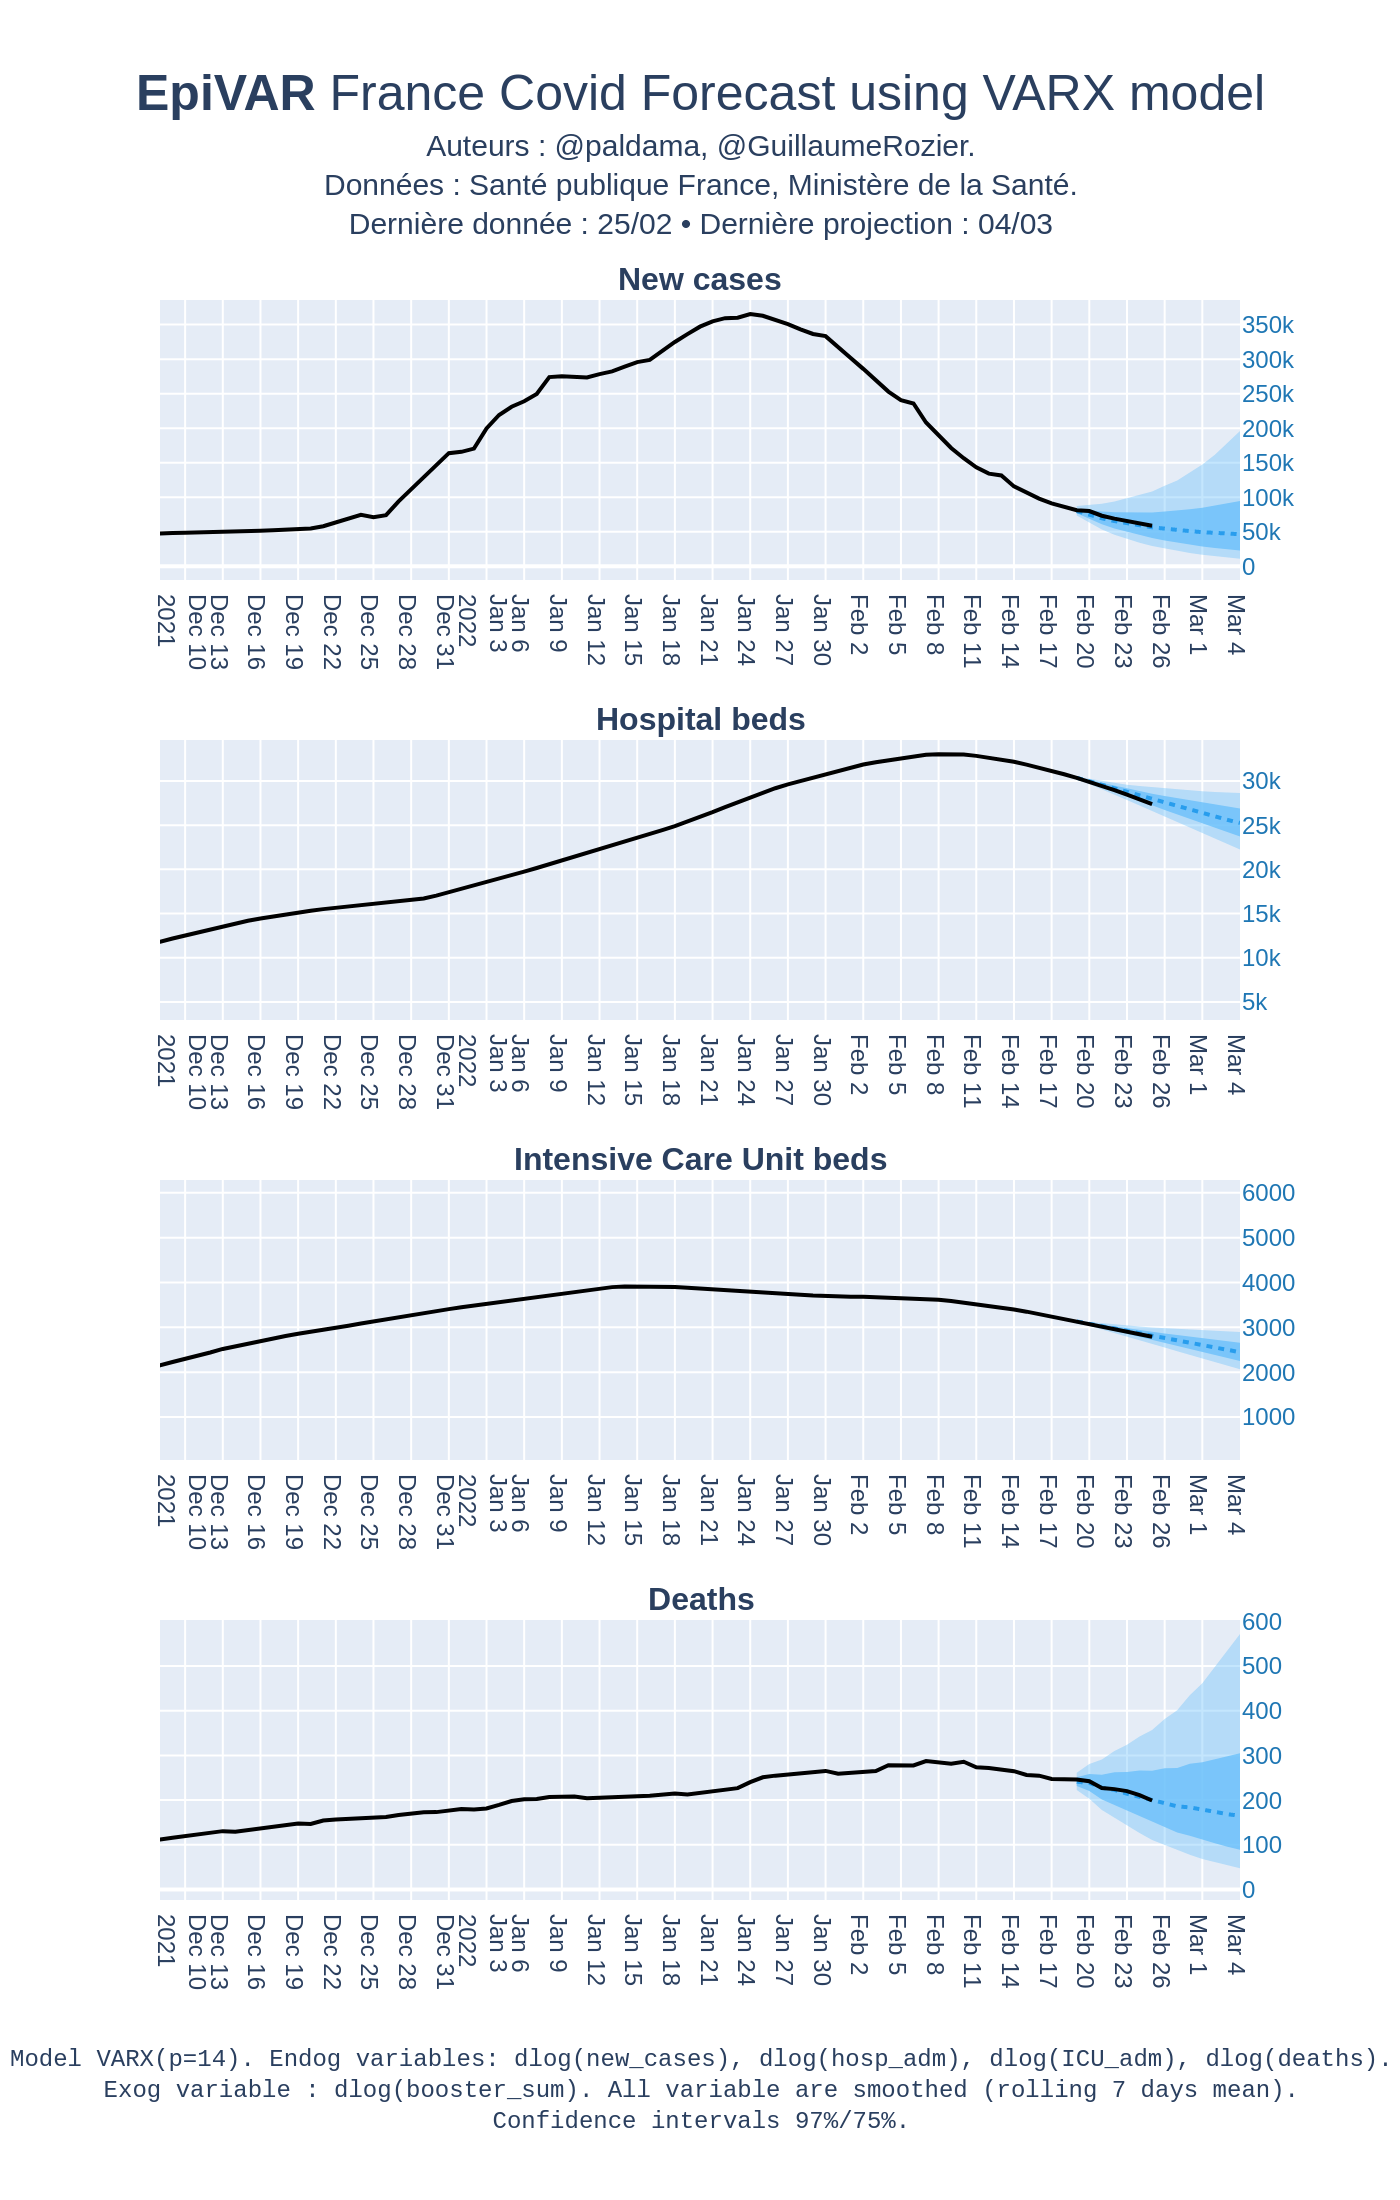 EpiVAR France Covid Forecast using VARX model
Auteurs : @paldama, @GuillaumeRozier.
Données : Santé publique France, Ministère de la Santé.
Dernière donnée : 25/02 • Dernière projection : 04/03
New cases
350k
300k
250k
200k
150k
100k
50k
0
2021 Dec 10 Dec 13 Dec 16 Dec 19 Dec 22 Dec 25 Dec 28 Dec 31 2022 Jan 3 Jan 6 Jan 9 Jan 12 Jan 15 Jan 18 Jan 21 Jan 24 Jan 27 Jan 30 Feb 2 Feb 5 Feb 8 Feb 11 Feb 14 Feb 17 Feb 20 Feb 23 Feb 26 Mar 1 Mar 4
Hospital beds
30k
25k
20k
15k
10k
5k
2021 Dec 10 Dec 13 Dec 16 Dec 19 Dec 22 Dec 25 Dec 28 Dec 31 2022 Jan 3 Jan 6 Jan 9 Jan 12 Jan 15 Jan 18 Jan 21 Jan 24 Jan 27 Jan 30 Feb 2 Feb 5 Feb 8 Feb 11 Feb 14 Feb 17 Feb 20 Feb 23 Feb 26 Mar 1 Mar 4
Intensive Care Unit beds
6000
5000
4000
3000
2000
1000
2021 Dec 10 Dec 13 Dec 16 Dec 19 Dec 22 Dec 25 Dec 28 Dec 31 2022 Jan 3 Jan 6 Jan 9 Jan 12 Jan 15 Jan 18 Jan 21 Jan 24 Jan 27 Jan 30 Feb 2 Feb 5 Feb 8 Feb 11 Feb 14 Feb 17 Feb 20 Feb 23 Feb 26 Mar 1 Mar 4
Deaths
600
500
400
300
200
100
0
2021 Dec 10 Dec 13 Dec 16 Dec 19 Dec 22 Dec 25 Dec 28 Dec 31 2022 Jan 3 Jan 6 Jan 9 Jan 12 Jan 15 Jan 18 Jan 21 Jan 24 Jan 27 Jan 30 Feb 2 Feb 5 Feb 8 Feb 11 Feb 14 Feb 17 Feb 20 Feb 23 Feb 26 Mar 1 Mar 4
Model VARX(p=14). Endog variables: dlog(new_cases), dlog(hosp_adm), dlog(ICU_adm), dlog(deaths).
Exog variable : dlog(booster_sum). All variable are smoothed (rolling 7 days mean).
Confidence intervals 97%/75%.